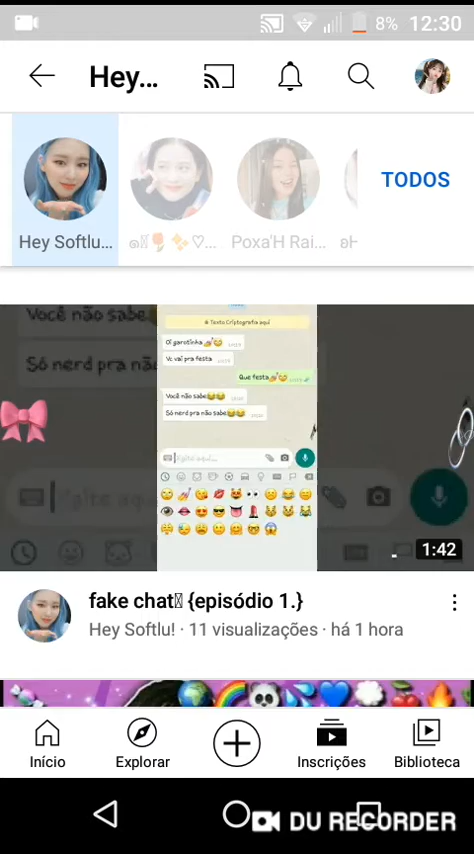 8% 12:30
Hey...
TODOS
Hey Softlu...
Poxa'H Rai...
ʚH
Você não sabe😂
Só nerd pra não
🔒 Texto Criptografia aqui
Oi garotinha💅😋
Vc vai pra festa
Que festa💅😋
Você não sabe😂😂
Só nerd pra não sabe😂😂
1:42
fake chat {episódio 1.}
Hey Softlu! · 11 visualizações · há 1 hora
Início
Explorar
Inscrições
Biblioteca
DU RECORDER